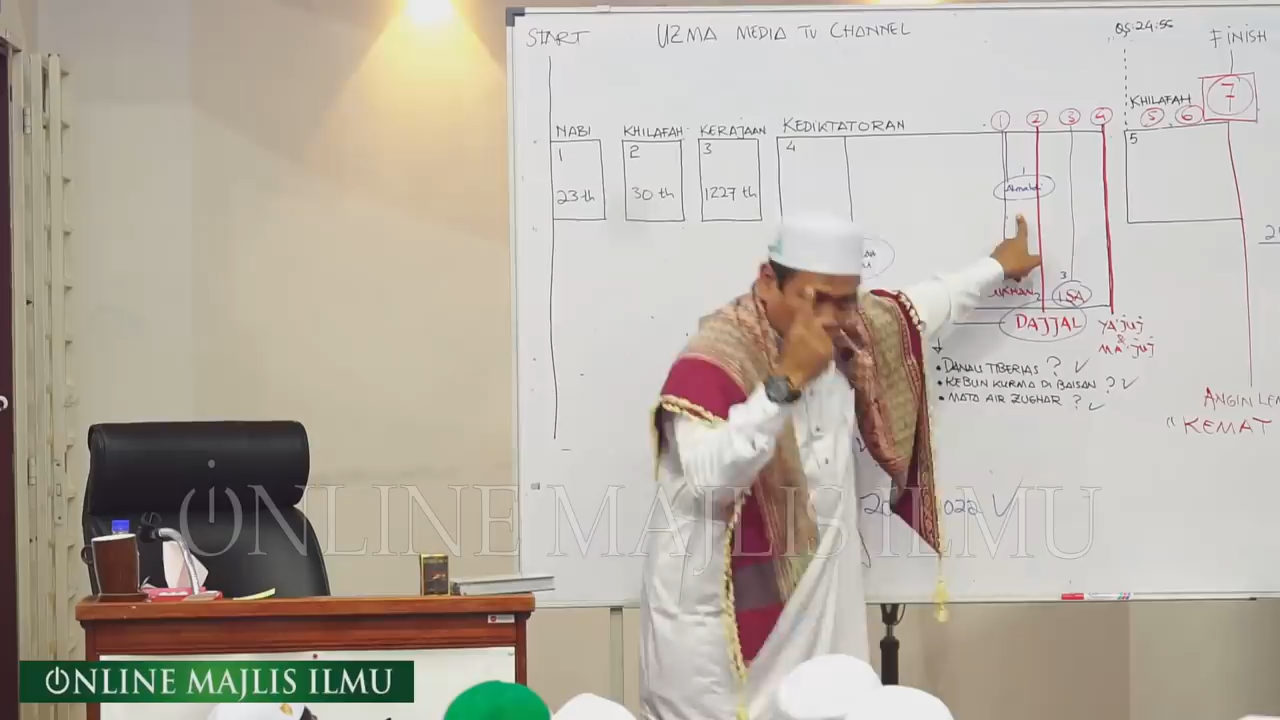 START
UZMA MEDIA TV CHANNEL
QS:24:55
FINISH
NABI
KHILAFAH
KERAJAAN
KEDIKTATORAN
1 2 3 4
KHILAFAH
5 6 7
1 2 3 4 5
23 th
30 th
1227 th
3
ISA
DAJJAL
YA'JUJ
&
MA'JUJ
• DANAU TIBERIAS ? ✓
• KEBUN KURMA DI BAISAN ? ✓
• MATA AIR ZUGHAR ? ✓
ANGIN
"KEMAT
ONLINE MAJLIS ILMU
ONLINE MAJLIS ILMU